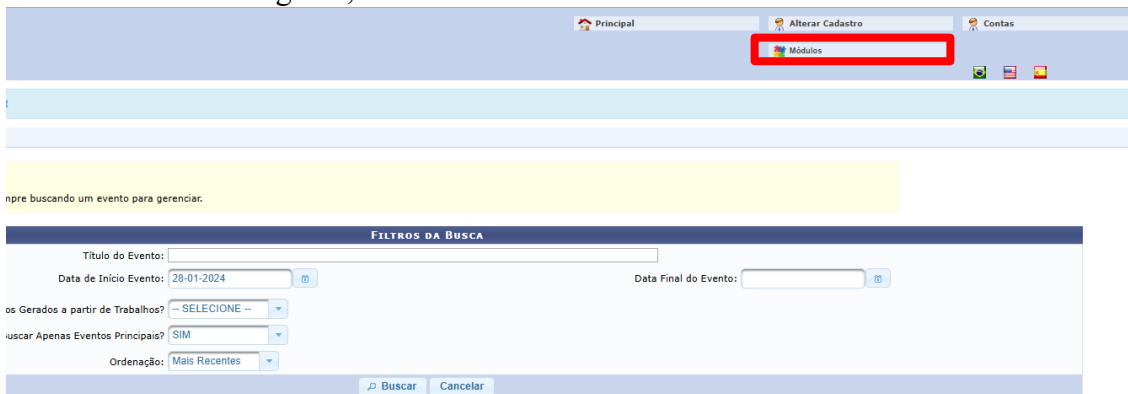 Principal Alterar Cadastro Contas
Módulos
mpre buscando um evento para gerenciar.
FILTROS DA BUSCA
Título do Evento:
Data de Início Evento: 28-01-2024 Data Final do Evento:
os Gerados a partir de Trabalhos? -- SELECIONE --
uscar Apenas Eventos Principais? SIM
Ordenação: Mais Recentes
Buscar Cancelar